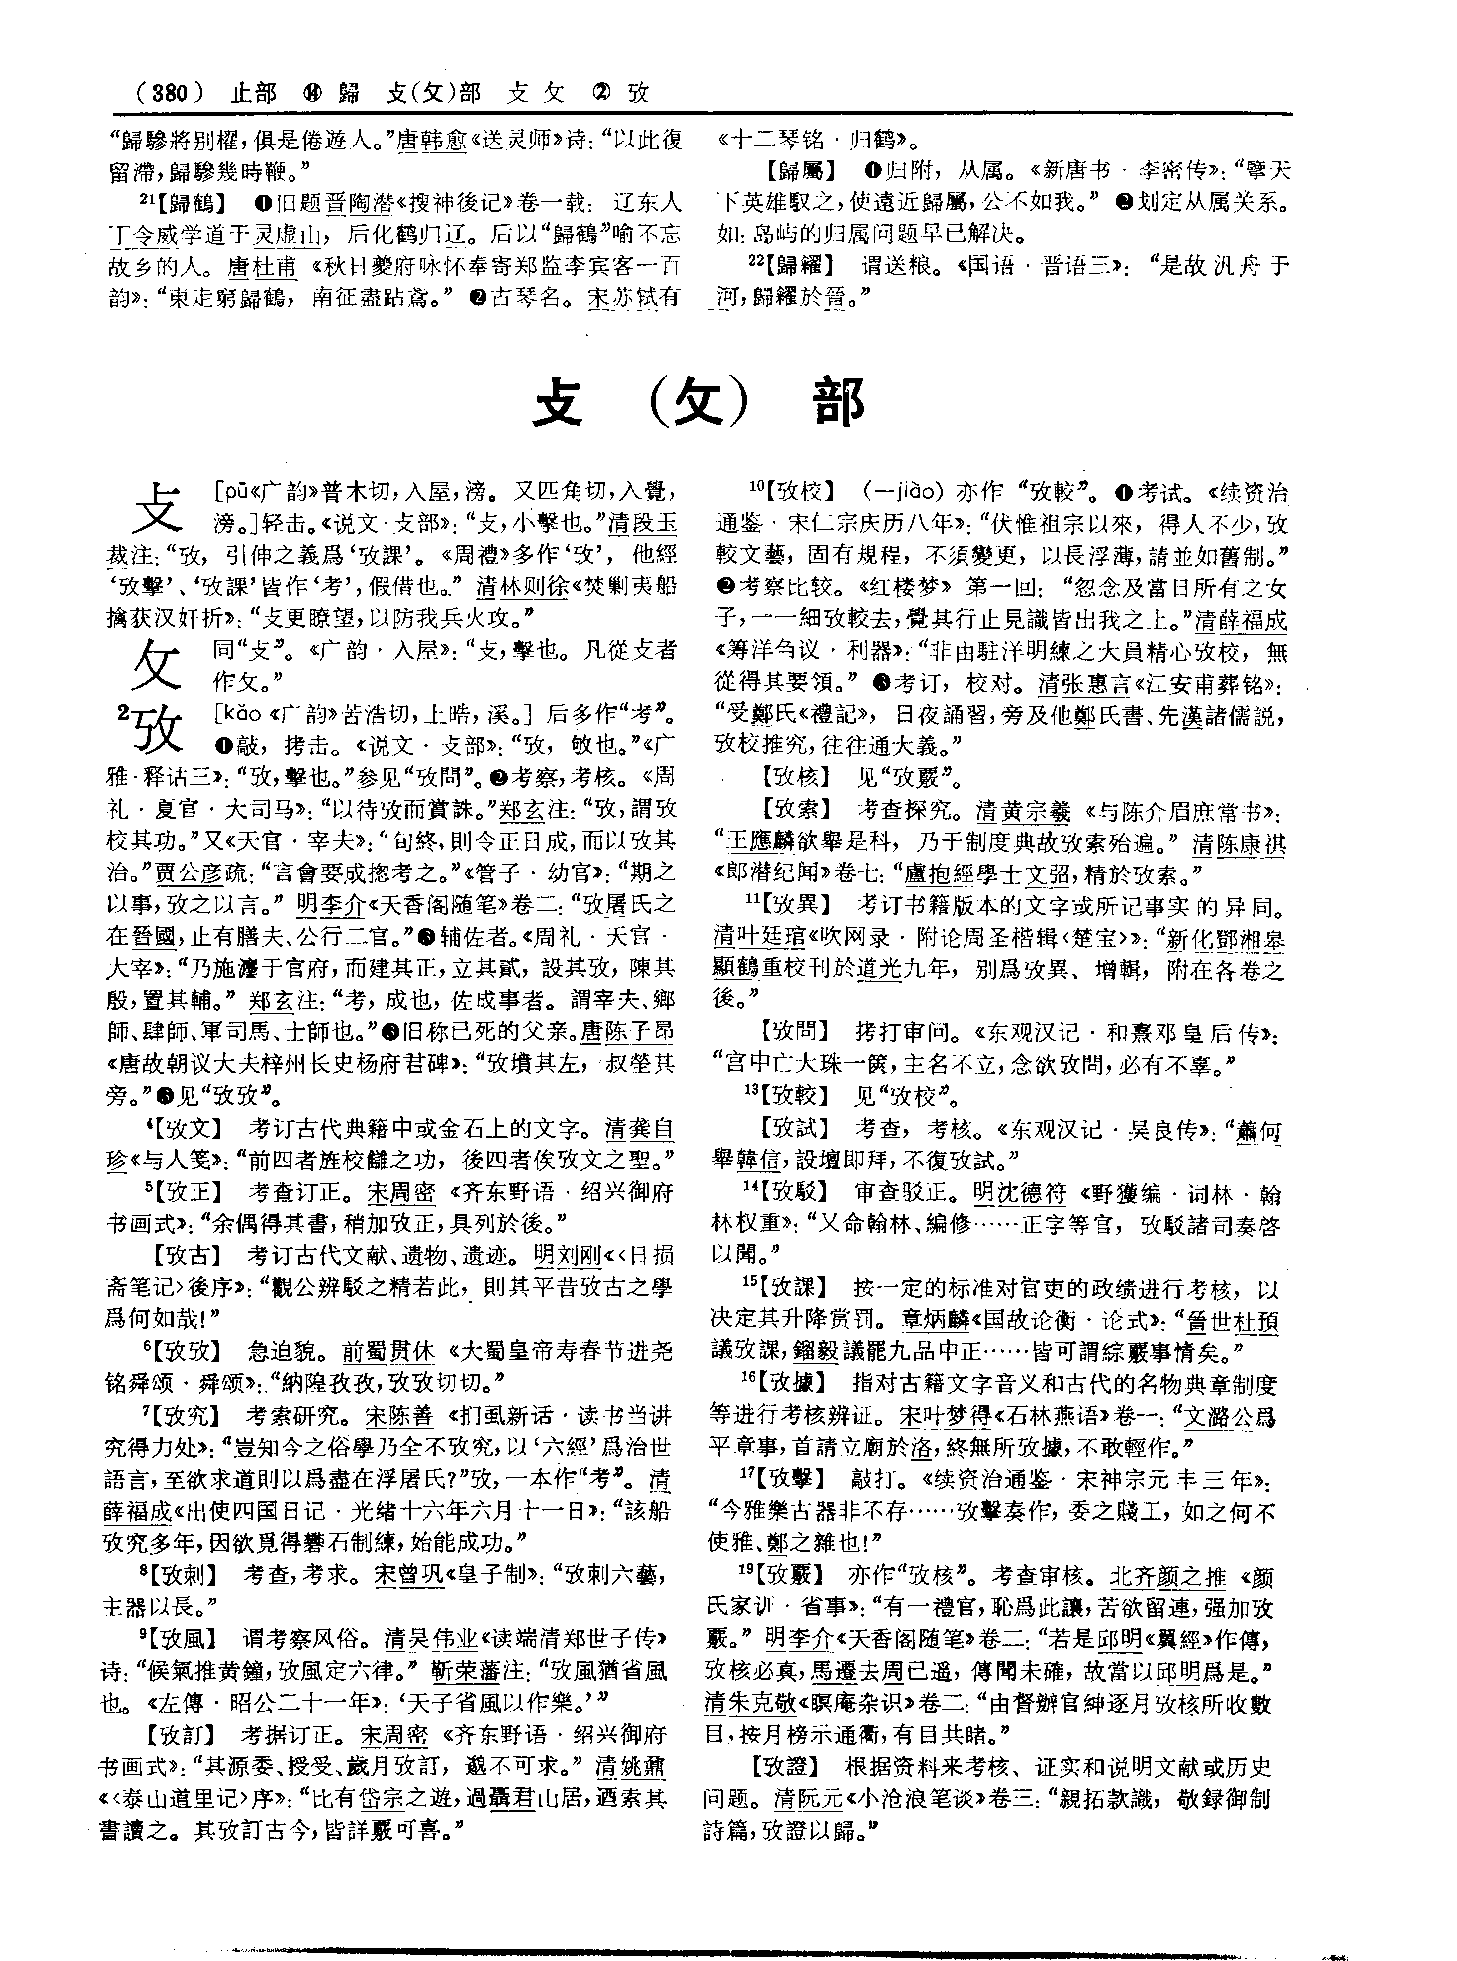 （380） 止部 ⑭ 歸 攴(攵)部 攴 攵 ② 攷
“歸驂將别櫂，俱是倦遊人。”唐韩愈《送灵师》诗：“以此復
留滯，歸驂幾時鞭。”
21【歸鶴】 ❶旧题晋陶潜《搜神後记》卷一载：辽东人
丁令威学道于灵虚山，后化鹤归辽。后以“歸鶴”喻不忘
故乡的人。唐杜甫《秋日夔府咏怀奉寄郑监李宾客一百
韵》：“東走窮歸鶴，南征盡跕鳶。”❷古琴名。宋苏轼有
《十二琴铭·归鹤》。
【歸屬】 ❶归附，从属。《新唐书·李密传》：“擥天
下英雄馭之，使遠近歸屬，公不如我。”❷划定从属关系。
如：岛屿的归属问题早已解决。
22【歸糴】 谓送粮。《国语·晋语三》：“是故汎舟于
河，歸糴於晉。”
攴 （攵） 部
攴 [pū《广韵》普木切，入屋，滂。又匹角切，入覺，
滂。]轻击。《说文·攴部》：“攴，小擊也。”清段玉
裁注：“攷，引伸之義爲‘攷課’。《周禮》多作‘攷’，他經
‘攷擊’、‘攷課’皆作‘考’，假借也。”清林则徐《焚剿夷船
擒获汉奸折》：“攴更瞭望，以防我兵火攻。”
攵 同“攴”。《广韵·入屋》：“攴，擊也。凡從攴者
作攵。”
2攷 [kǎo《广韵》苦浩切，上晧，溪。]后多作“考”。
❶敲，拷击。《说文·攴部》：“攷，敂也。”《广
雅·释诂三》：“攷，擊也。”参见“攷問”。❷考察，考核。《周
礼·夏官·大司马》：“以待攷而賞誅。”郑玄注：“攷，謂攷
校其功。”又《天官·宰夫》：“旬終，則令正日成，而以攷其
治。”贾公彦疏：“言會要成揔考之。”《管子·幼官》：“期之
以事，攷之以言。”明李介《天香阁随笔》卷二：“攷屠氏之
在晉國，止有膳夫、公行二官。”❸辅佐者。《周礼·天官·
大宰》：“乃施灋于官府，而建其正，立其貳，設其攷，陳其
殷，置其輔。”郑玄注：“考，成也，佐成事者。謂宰夫、鄉
師、肆師、軍司馬、士師也。”❹旧称已死的父亲。唐陈子昂
《唐故朝议大夫梓州长史杨府君碑》：“攷墳其左，叔塋其
旁。”❺见“攷攷”。
4【攷文】 考订古代典籍中或金石上的文字。清龚自
珍《与人笺》：“前四者旌校讎之功，後四者俟攷文之聖。”
5【攷正】 考查订正。宋周密《齐东野语·绍兴御府
书画式》：“余偶得其書，稍加攷正，具列於後。”
【攷古】 考订古代文献、遗物、遗迹。明刘刚《〈日损
斋笔记〉後序》：“觀公辨駁之精若此，則其平昔攷古之學
爲何如哉！”
6【攷攷】 急迫貌。前蜀贯休《大蜀皇帝寿春节进尧
铭舜颂·舜颂》：“納隍孜孜，攷攷切切。”
7【攷究】 考索研究。宋陈善《扪虱新话·读书当讲
究得力处》：“豈知今之俗學乃全不攷究，以‘六經’爲治世
語言，至欲求道則以爲盡在浮屠氏？”攷，一本作“考”。清
薛福成《出使四国日记·光绪十六年六月十一日》：“該船
攷究多年，因欲覓得礬石制練，始能成功。”
8【攷刺】 考查，考求。宋曾巩《皇子制》：“攷刺六藝，
主器以長。”
9【攷風】 谓考察风俗。清吴伟业《读端清郑世子传》
诗：“候氣推黄鐘，攷風定六律。”靳荣藩注：“攷風猶省風
也。《左傳·昭公二十一年》：‘天子省風以作樂。’”
【攷訂】 考据订正。宋周密《齐东野语·绍兴御府
书画式》：“其源委、授受、歲月攷訂，邈不可求。”清姚鼐
《〈泰山道里记〉序》：“比有岱宗之遊，過聶君山居，迺索其
書讀之。其攷訂古今，皆詳覈可喜。”
10【攷校】 （—jiào）亦作“攷較”。❶考试。《续资治
通鉴·宋仁宗庆历八年》：“伏惟祖宗以來，得人不少，攷
較文藝，固有規程，不須變更，以長浮薄，請並如舊制。”
❷考察比较。《红楼梦》第一回：“忽念及當日所有之女
子，一一細攷較去，覺其行止見識皆出我之上。”清薛福成
《筹洋刍议·利器》：“非由駐洋明練之大員精心攷校，無
從得其要領。”❸考订，校对。清张惠言《江安甫葬铭》：
“受鄭氏《禮記》，日夜誦習，旁及他鄭氏書、先漢諸儒説，
攷校推究，往往通大義。”
【攷核】 见“攷覈”。
【攷索】 考查探究。清黄宗羲《与陈介眉庶常书》：
“王應麟欲舉是科，乃于制度典故攷索殆遍。”清陈康祺
《郎潜纪闻》卷七：“盧抱經學士文弨，精於攷索。”
11【攷異】 考订书籍版本的文字或所记事实的异同。
清叶廷琯《吹网录·附论周圣楷辑〈楚宝〉》：“新化鄧湘皋
顯鶴重校刊於道光九年，别爲攷異、增輯，附在各卷之
後。”
【攷問】 拷打审问。《东观汉记·和熹邓皇后传》：
“宫中亡大珠一篋，主名不立，念欲攷問，必有不辜。”
13【攷較】 见“攷校”。
【攷試】 考查，考核。《东观汉记·吴良传》：“蕭何
舉韓信，設壇即拜，不復攷試。”
14【攷駁】 审查驳正。明沈德符《野獲编·词林·翰
林权重》：“又命翰林、編修……正字等官，攷駁諸司奏啓
以聞。”
15【攷課】 按一定的标准对官吏的政绩进行考核，以
决定其升降赏罚。章炳麟《国故论衡·论式》：“晉世杜預
議攷課，鎦毅議罷九品中正……皆可謂綜覈事情矣。”
16【攷據】 指对古籍文字音义和古代的名物典章制度
等进行考核辨证。宋叶梦得《石林燕语》卷一：“文潞公爲
平章事，首請立廟於洛，終無所攷據，不敢輕作。”
17【攷擊】 敲打。《续资治通鉴·宋神宗元丰三年》：
“今雅樂古器非不存……攷擊奏作，委之賤工，如之何不
使雅、鄭之雜也！”
19【攷覈】 亦作“攷核”。考查审核。北齐颜之推《颜
氏家训·省事》：“有一禮官，恥爲此讓，苦欲留連，强加攷
覈。”明李介《天香阁随笔》卷二：“若是邱明《翼經》作傳，
攷核必真，馬遷去周已遥，傳聞未確，故當以邱明爲是。”
清朱克敬《暝庵杂识》卷二：“由督辦官紳逐月攷核所收數
目，按月榜示通衢，有目共睹。”
【攷證】 根据资料来考核、证实和说明文献或历史
问题。清阮元《小沧浪笔谈》卷三：“親拓款識，敬録御制
詩篇，攷證以歸。”